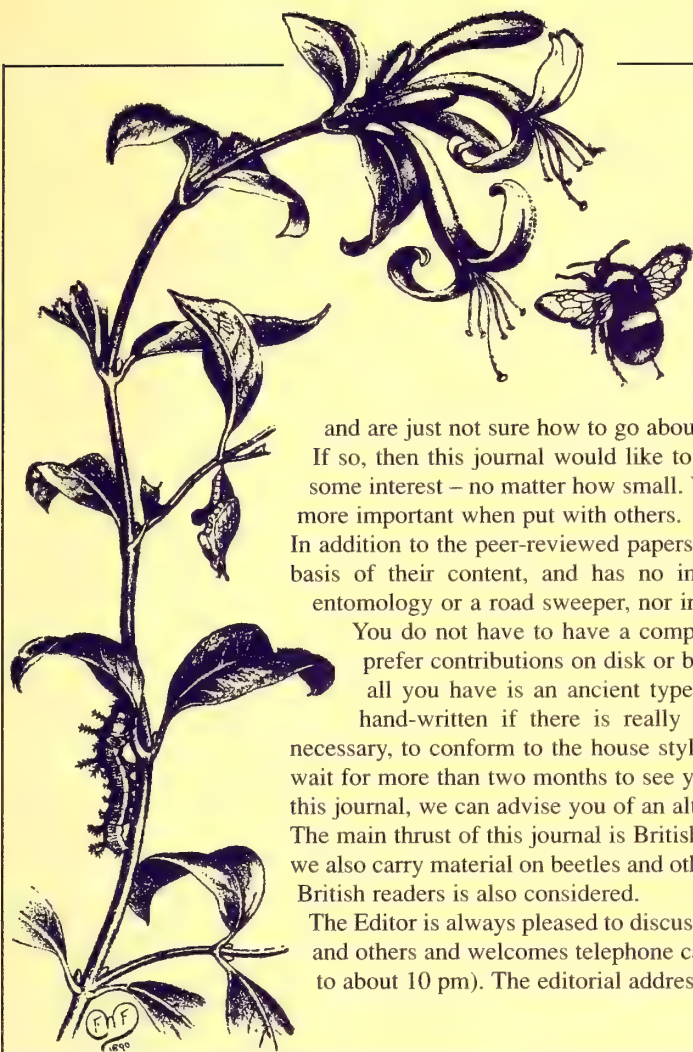 and are just not sure how to go abou
If so, then this journal would like to
some interest – no matter how small.
more important when put with others.
In addition to the peer-reviewed papers
basis of their content, and has no in
entomology or a road sweeper, nor in
You do not have to have a comp
prefer contributions on disk or b
all you have is an ancient type
hand-written if there is really
necessary, to conform to the house styl
wait for more than two months to see y
this journal, we can advise you of an alt
The main thrust of this journal is British
we also carry material on beetles and oth
British readers is also considered.
The Editor is always pleased to discus
and others and welcomes telephone c
to about 10 pm). The editorial addres
F W F
1890